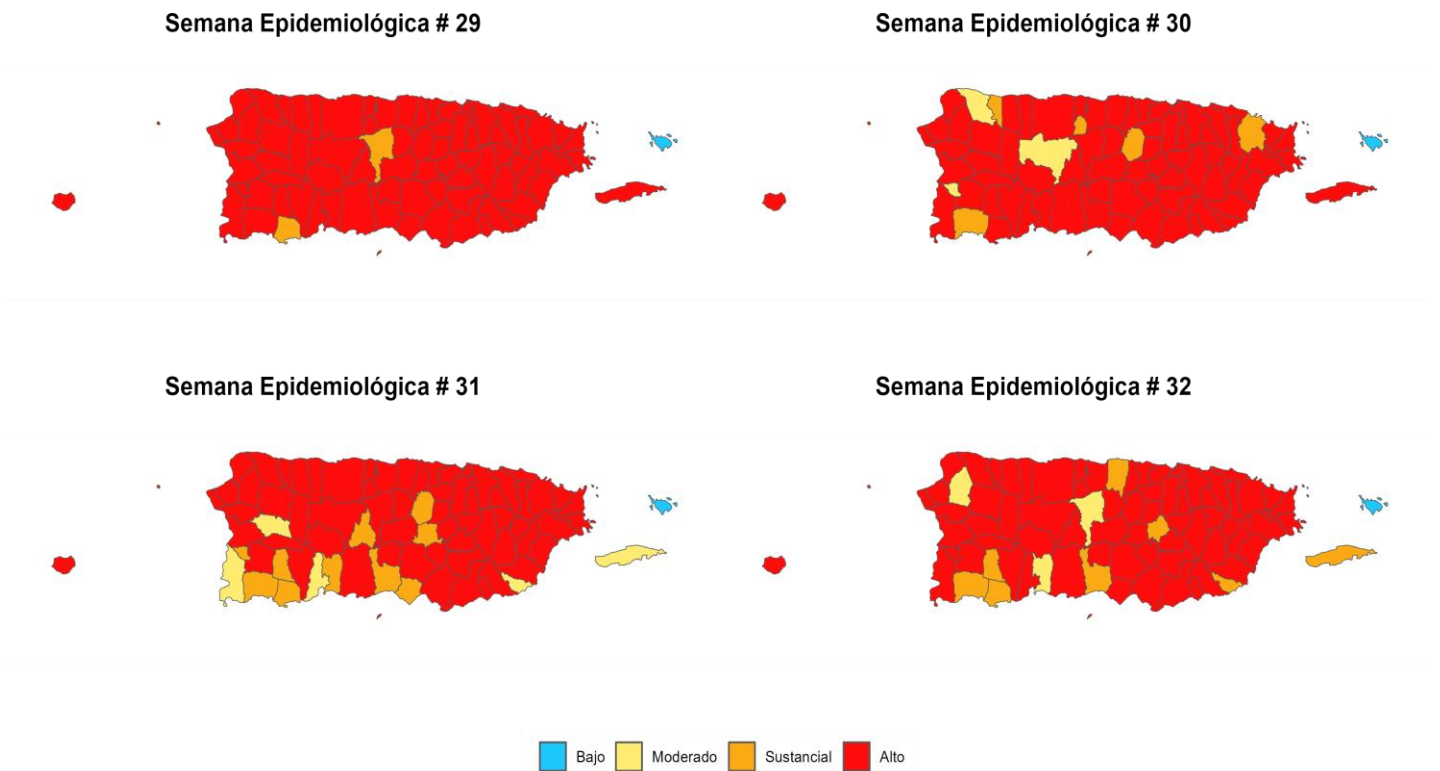 Semana Epidemiológica # 29
Semana Epidemiológica # 30
Semana Epidemiológica # 31
Semana Epidemiológica # 32
Bajo
Moderado
Sustancial
Alto